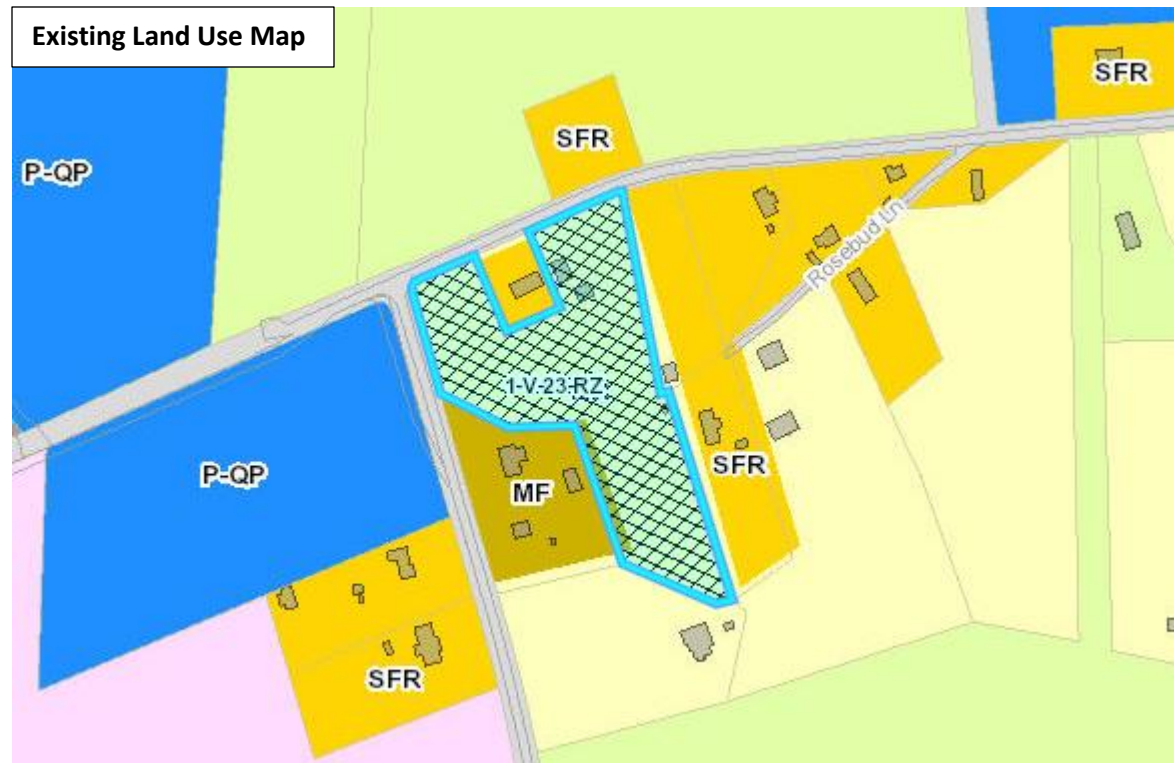 Existing Land Use Map
SFR
SFR
P-QP
Rosebud Ln
1-V-23-RZ
P-QP
MF
SFR
SFR